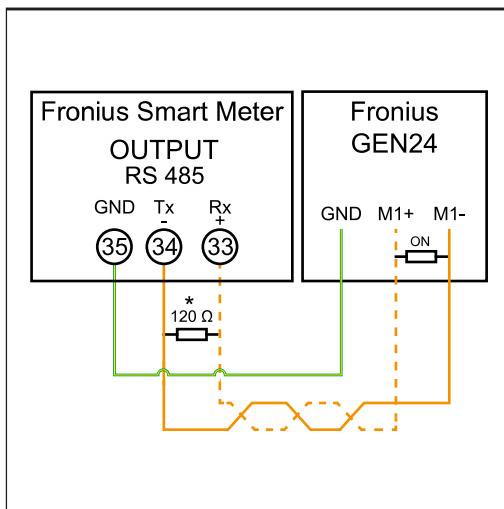 Fronius Smart Meter
OUTPUT
RS 485
GND Tx Rx
- +
35 34 33
*
120 Ω
Fronius
GEN24
GND M1+ M1-
ON